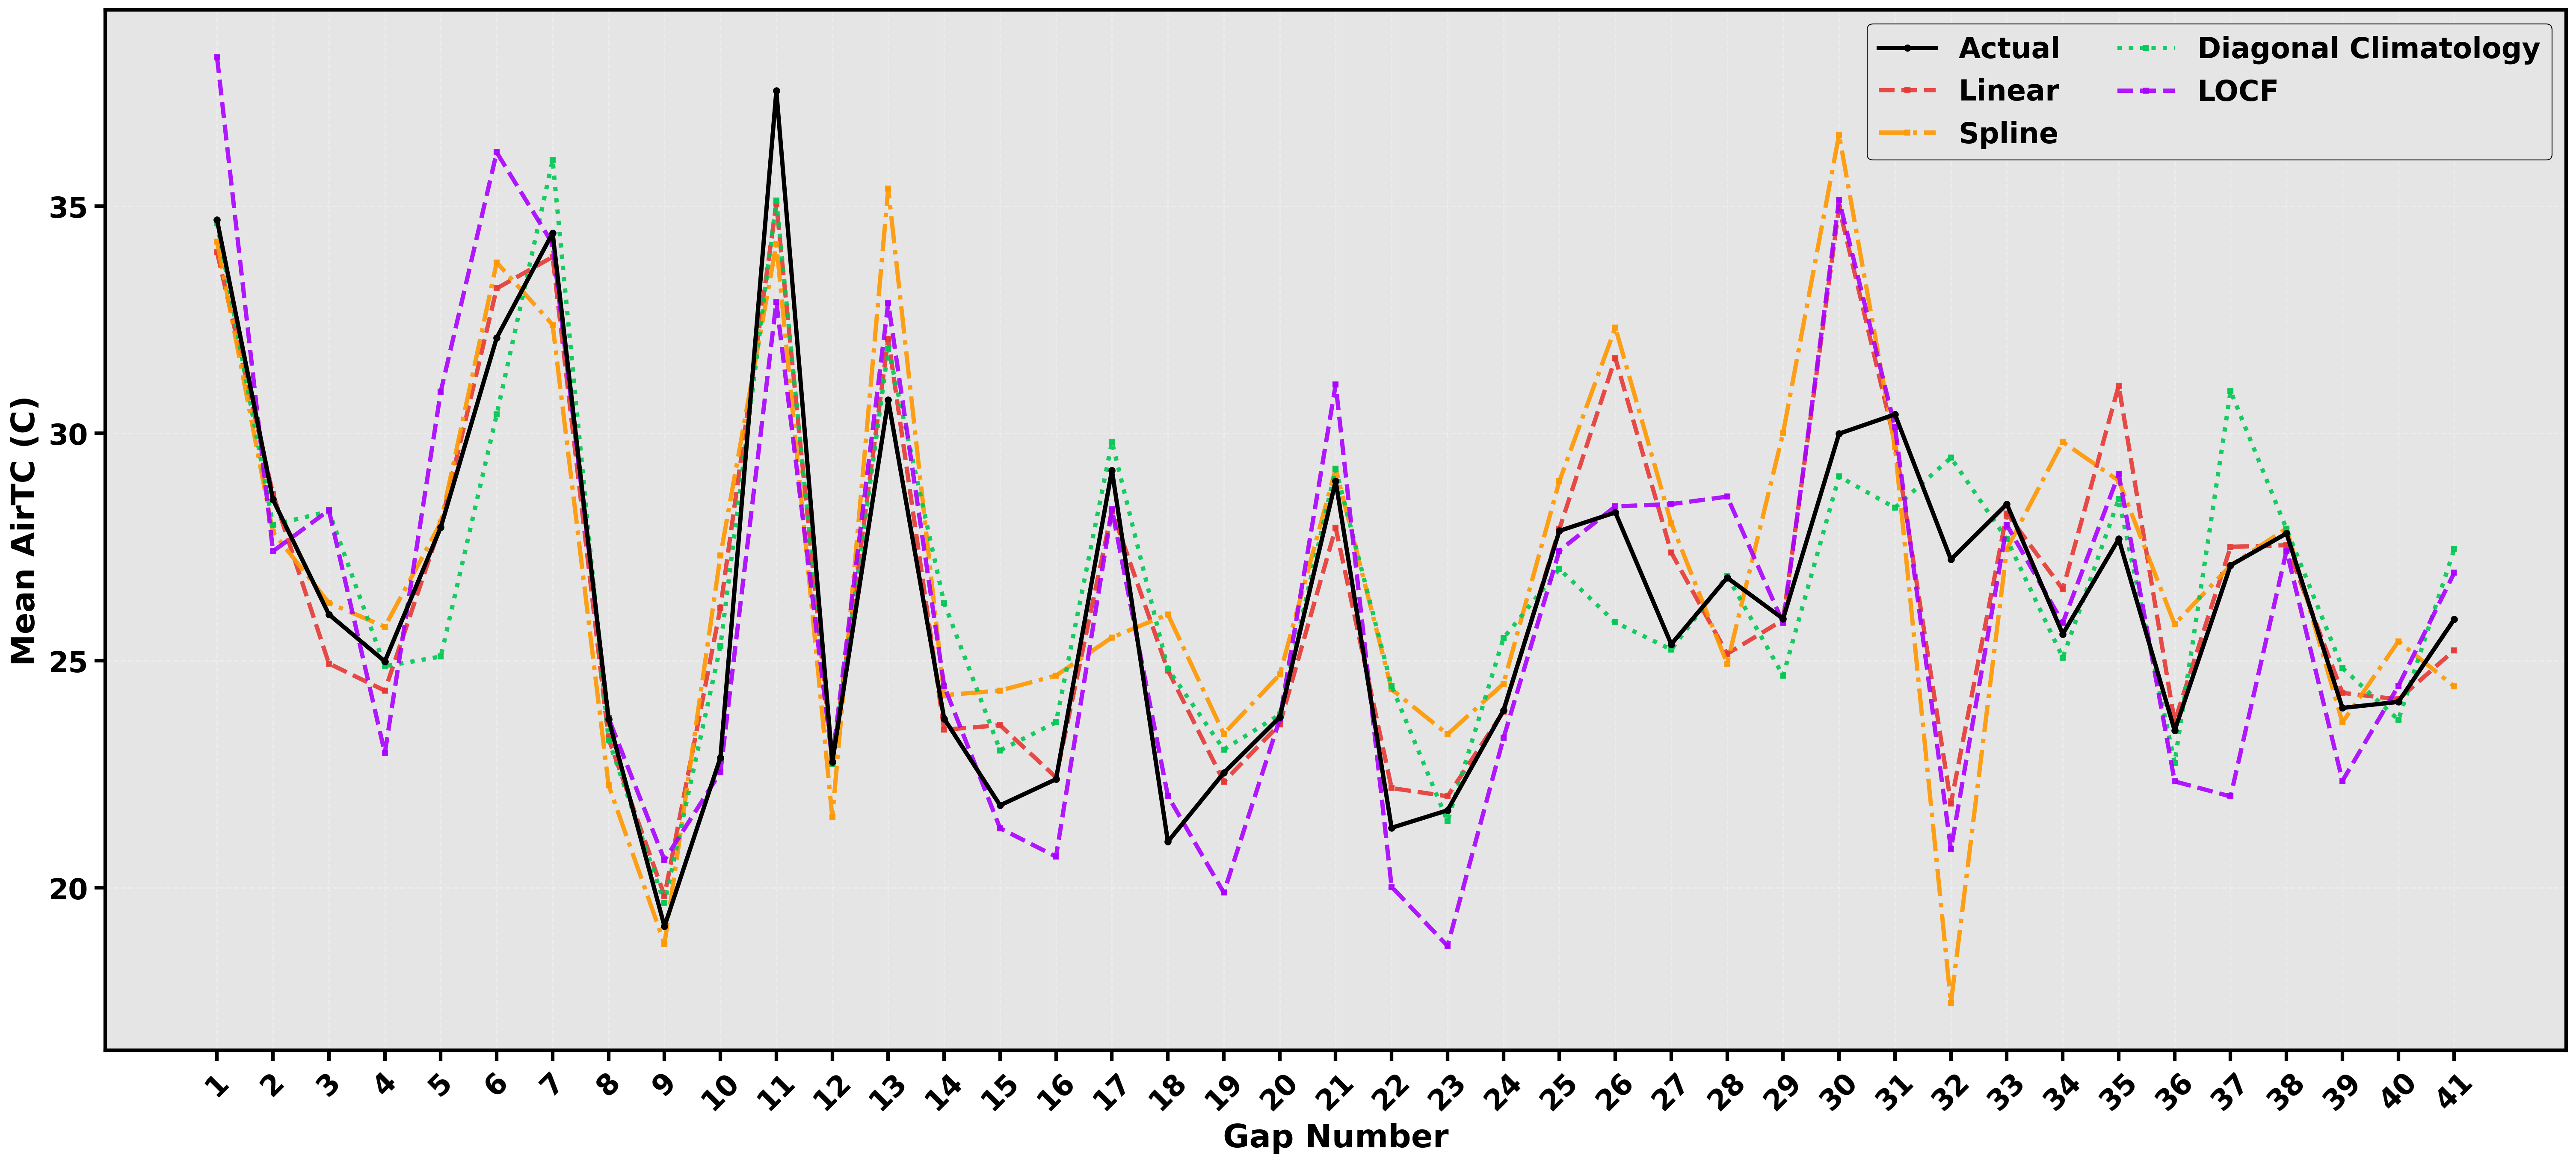 Actual
Linear
Spline
Diagonal Climatology
LOCF
Mean AirTC (C)
35
30
25
20
1 2 3 4 5 6 7 8 9 10 11 12 13 14 15 16 17 18 19 20 21 22 23 24 25 26 27 28 29 30 31 32 33 34 35 36 37 38 39 40 41
Gap Number